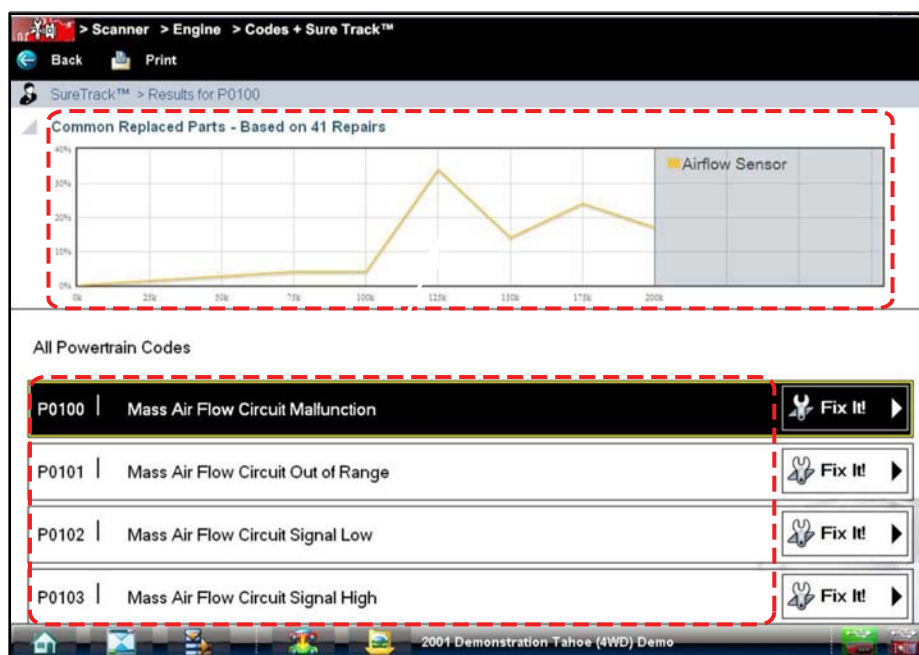 > Scanner > Engine > Codes + Sure Track™
Back Print
SureTrack™ > Results for P0100
Common Replaced Parts - Based on 41 Repairs
40%
30%
20%
10%
0%
Airflow Sensor
0k 25k 50k 75k 100k 125k 150k 175k 200k
All Powertrain Codes
P0100 | Mass Air Flow Circuit Malfunction Fix It!
P0101 | Mass Air Flow Circuit Out of Range Fix It!
P0102 | Mass Air Flow Circuit Signal Low Fix It!
P0103 | Mass Air Flow Circuit Signal High Fix It!
2001 Demonstration Tahoe (4WD) Demo